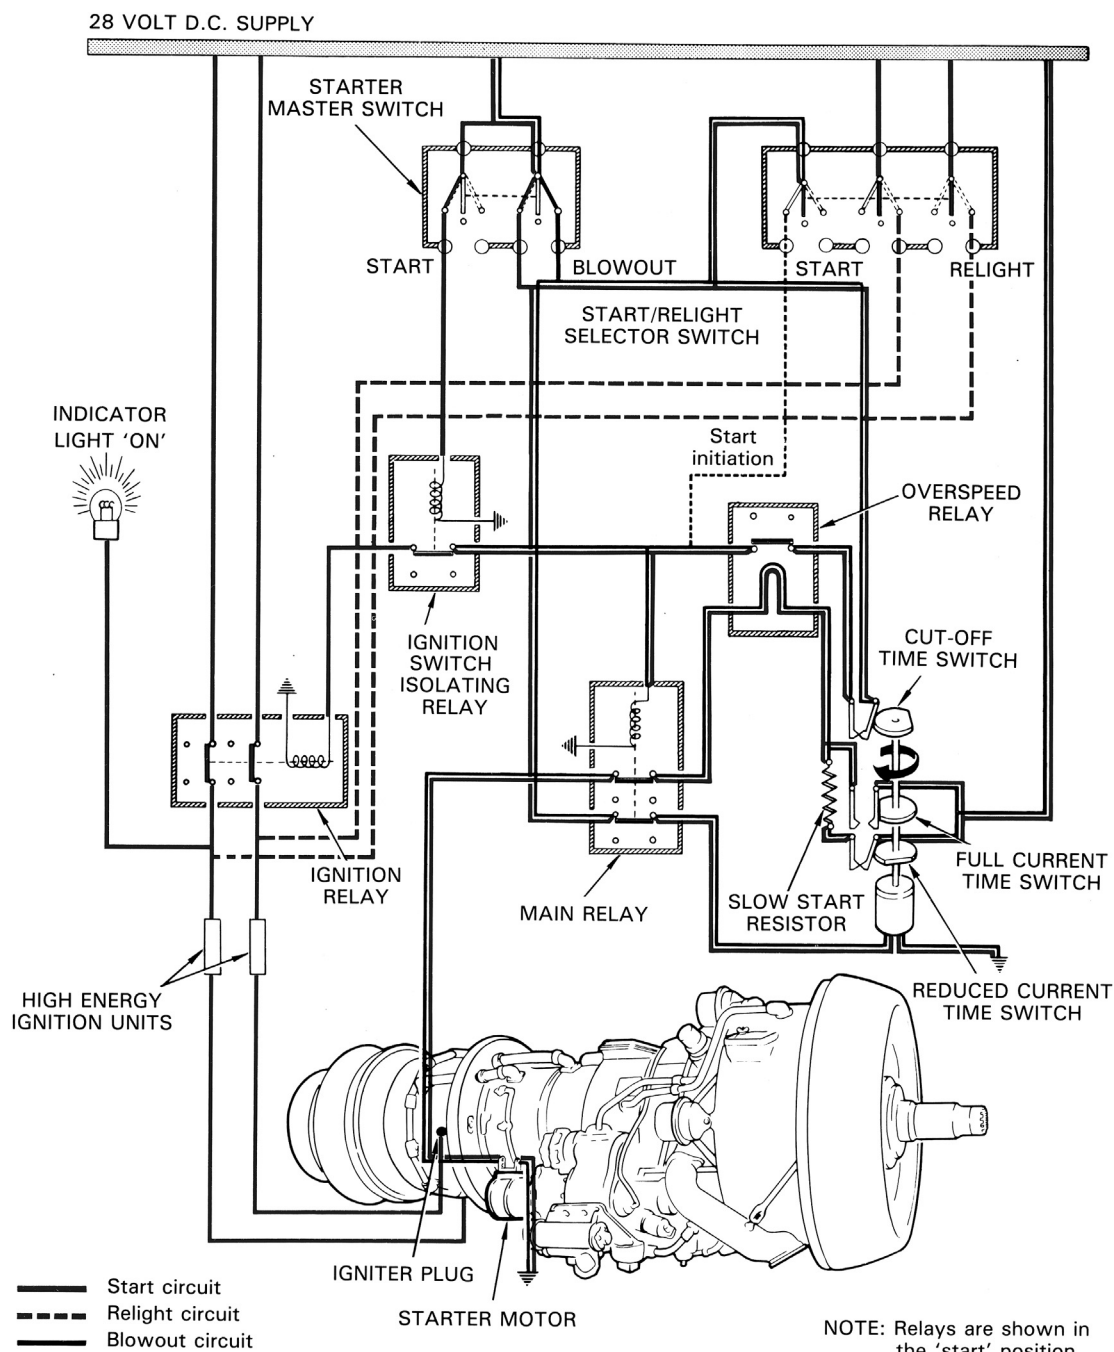 28 VOLT D.C. SUPPLY
STARTER
MASTER SWITCH
START
BLOWOUT
START
RELIGHT
START/RELIGHT
SELECTOR SWITCH
INDICATOR
LIGHT ‘ON’
Start
initiation
OVERSPEED
RELAY
IGNITION
SWITCH
ISOLATING
RELAY
CUT-OFF
TIME SWITCH
IGNITION
RELAY
MAIN RELAY
SLOW START
RESISTOR
FULL CURRENT
TIME SWITCH
HIGH ENERGY
IGNITION UNITS
REDUCED CURRENT
TIME SWITCH
IGNITER PLUG
STARTER MOTOR
Start circuit
Relight circuit
Blowout circuit
NOTE: Relays are shown in
the ‘start’ position